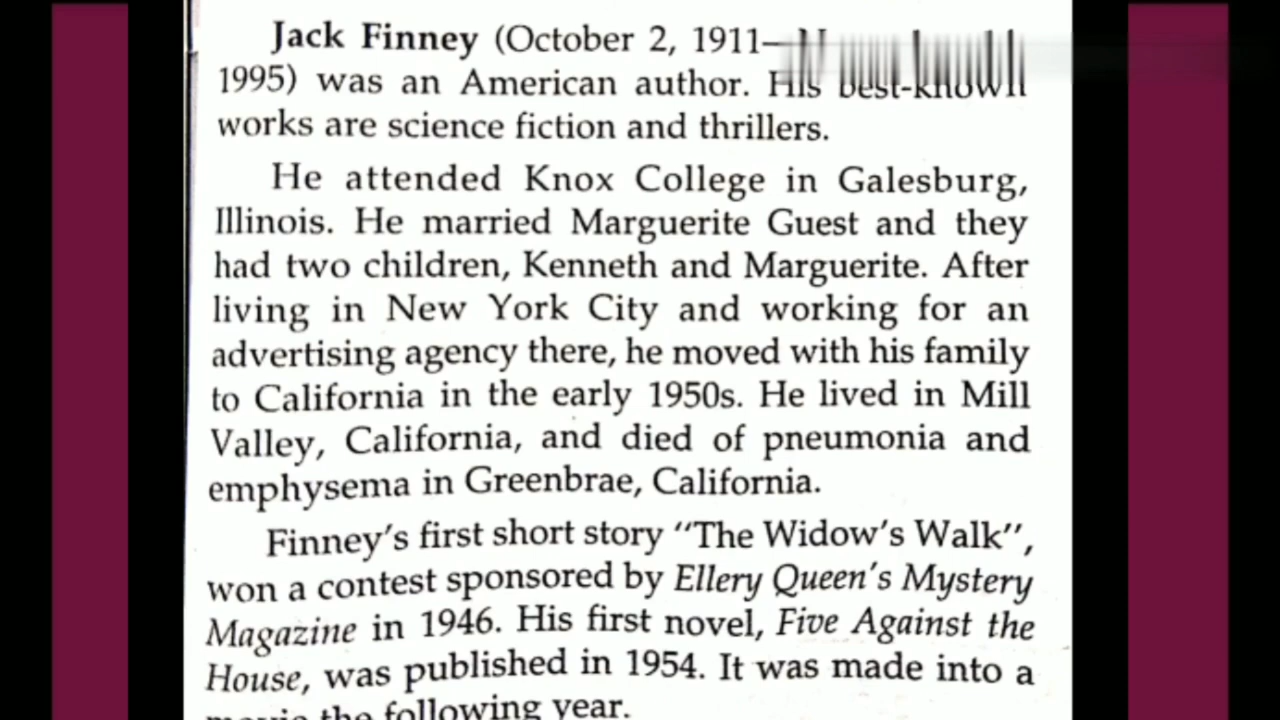 Jack Finney (October 2, 1911—
1995) was an American author. His best-known
works are science fiction and thrillers.
He attended Knox College in Galesburg,
Illinois. He married Marguerite Guest and they
had two children, Kenneth and Marguerite. After
living in New York City and working for an
advertising agency there, he moved with his family
to California in the early 1950s. He lived in Mill
Valley, California, and died of pneumonia and
emphysema in Greenbrae, California.
Finney's first short story "The Widow's Walk",
won a contest sponsored by Ellery Queen's Mystery
Magazine in 1946. His first novel, Five Against the
House, was published in 1954. It was made into a
movie the following year.